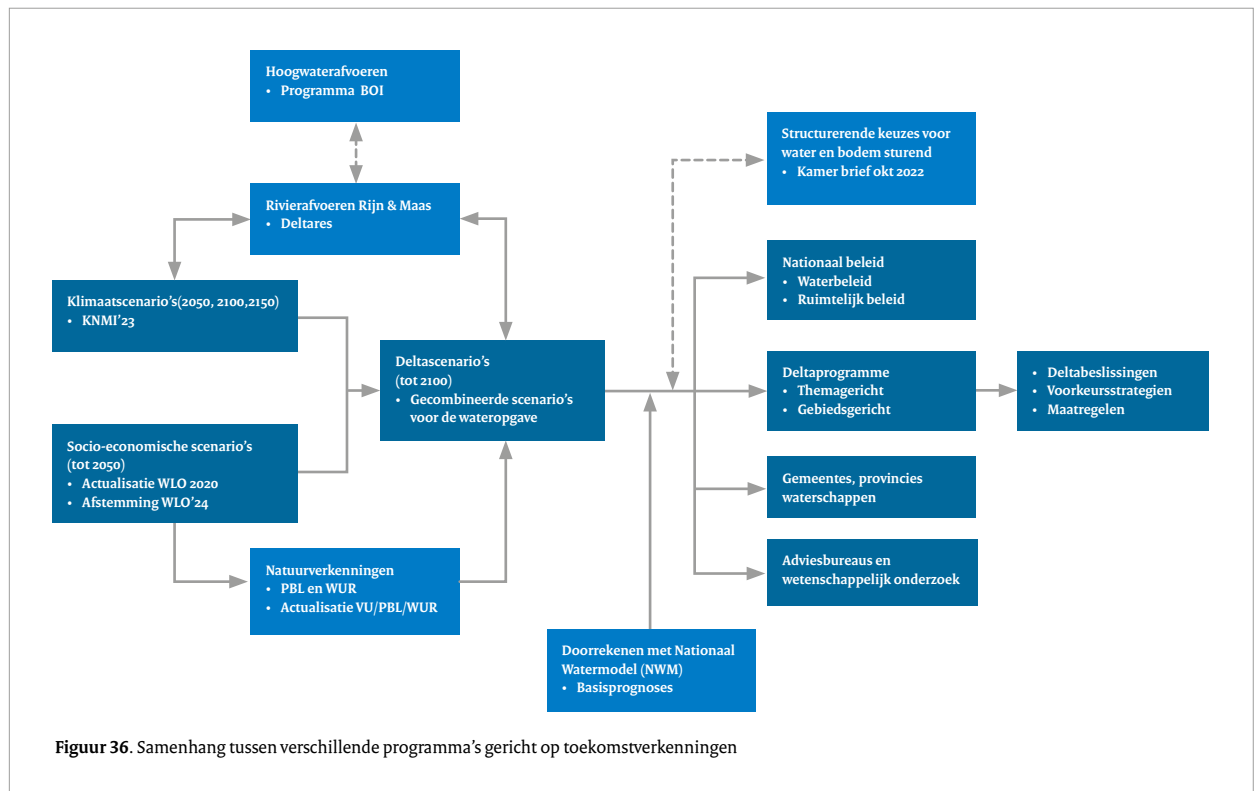 Hoogwaterafvoeren
• Programma BOI
Rivierafvoeren Rijn & Maas
• Deltares
Klimaatscenario's(2050, 2100,2150)
• KNMI'23
Socio-economische scenario's
(tot 2050)
• Actualisatie WLO 2020
• Afstemming WLO'24
Natuurverkenningen
• PBL en WUR
• Actualisatie VU/PBL/WUR
Deltascenario's
(tot 2100)
• Gecombineerde scenario's
voor de wateropgave
Doorrekenen met Nationaal
Watermodel (NWM)
• Basisprognoses
Structurerende keuzes voor
water en bodem sturend
• Kamer brief okt 2022
Nationaal beleid
• Waterbeleid
• Ruimtelijk beleid
Deltaprogramme
• Themagericht
• Gebiedsgericht
• Deltabeslissingen
• Voorkeursstrategien
• Maatregelen
Gemeentes, provincies
waterschappen
Adviesbureaus en
wetenschappelijk onderzoek
Figuur 36. Samenhang tussen verschillende programma's gericht op toekomstverkenningen